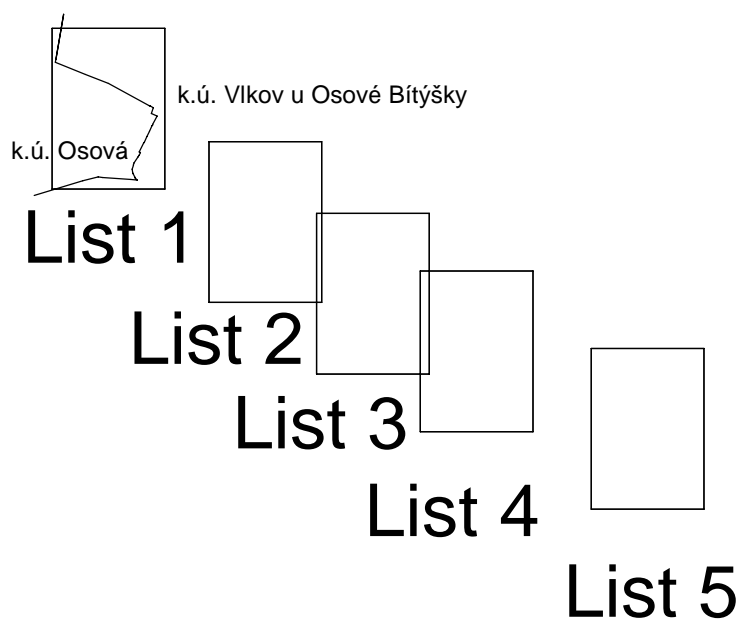 k.ú. Vlkov u Osové Bítýšky
k.ú. Osová
List 1
List 2
List 3
List 4
List 5